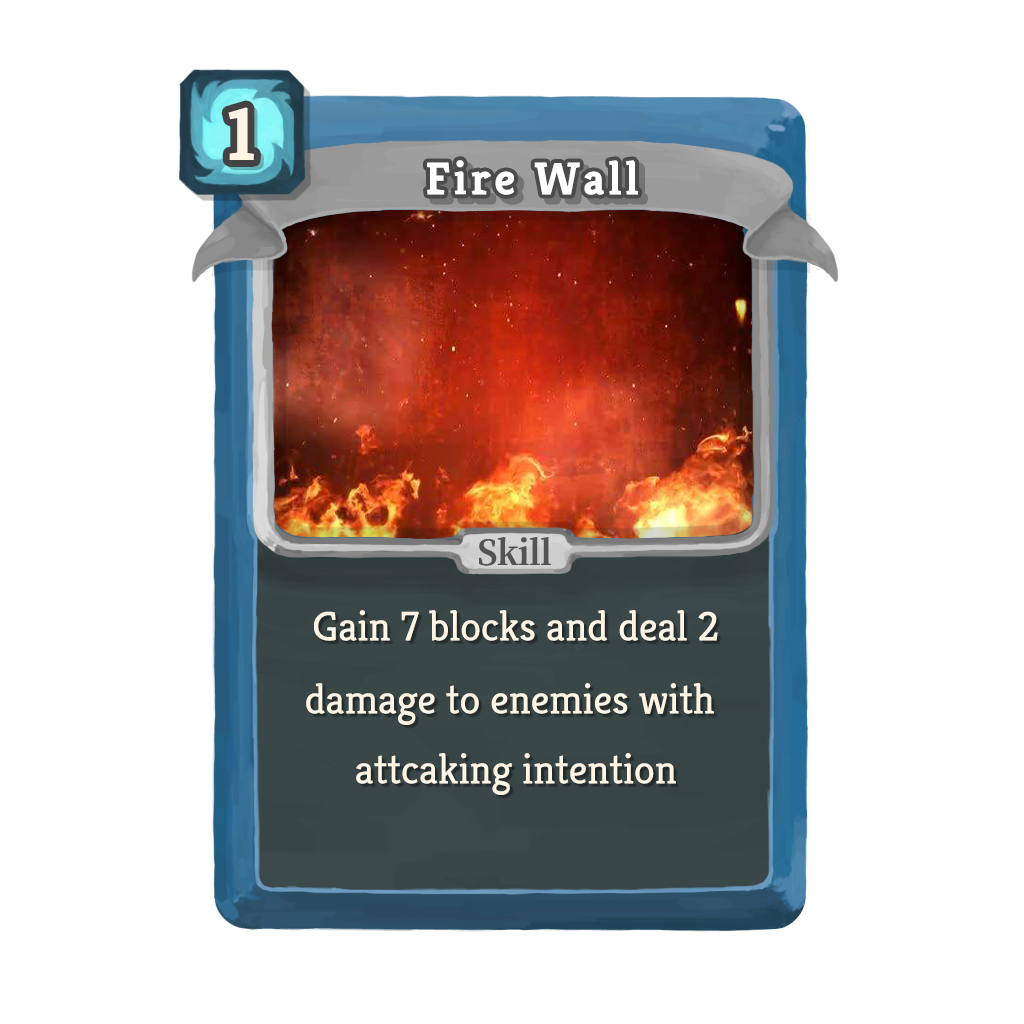 1
Fire Wall
Skill
Gain 7 blocks and deal 2
damage to enemies with
attcaking intention